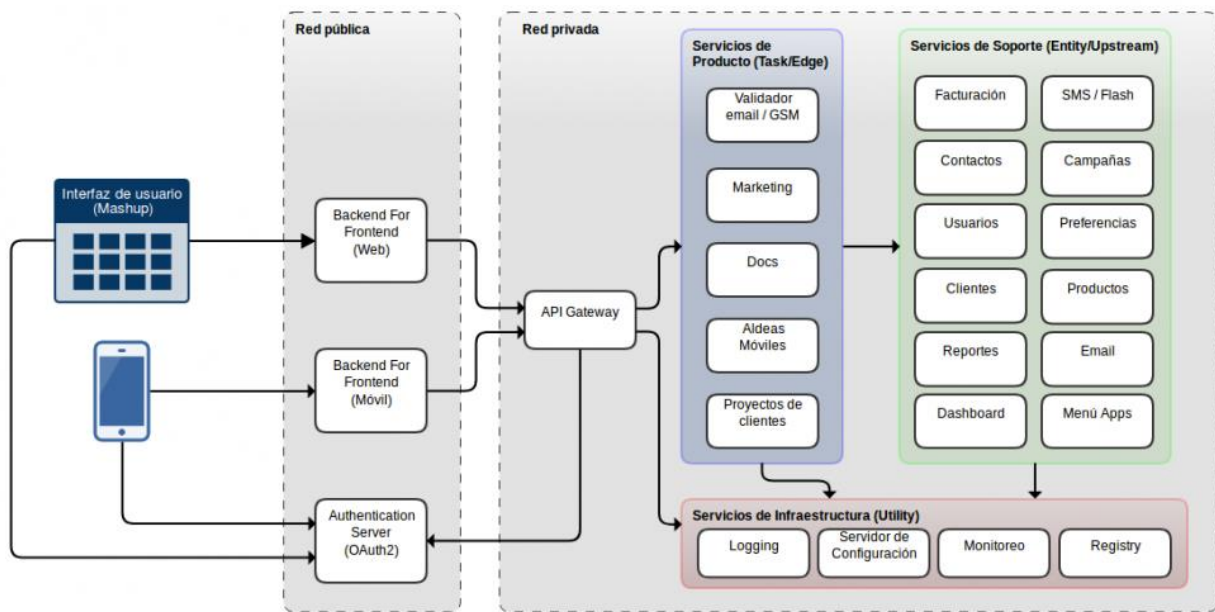 Red pública
Red privada
Servicios de
Producto (Task/Edge)
Servicios de Soporte (Entity/Upstream)
Validador
email / GSM
Facturación
SMS / Flash
Interfaz de usuario
(Mashup)
Marketing
Contactos
Campañas
Backend For
Frontend
(Web)
Docs
Usuarios
Preferencias
API Gateway
Clientes
Productos
Backend For
Frontend
(Móvil)
Aldeas
Móviles
Reportes
Email
Proyectos de
clientes
Dashboard
Menú Apps
Authentication
Server
(OAuth2)
Servicios de Infraestructura (Utility)
Logging
Servidor de
Configuración
Monitoreo
Registry